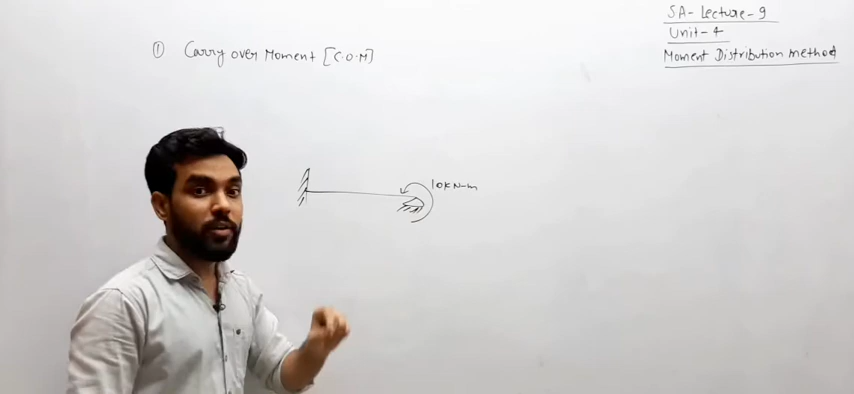 SA- Lecture - 9
Unit - 4
Moment Distribution method
① Carry over Moment [C.O.M]
10KN-m